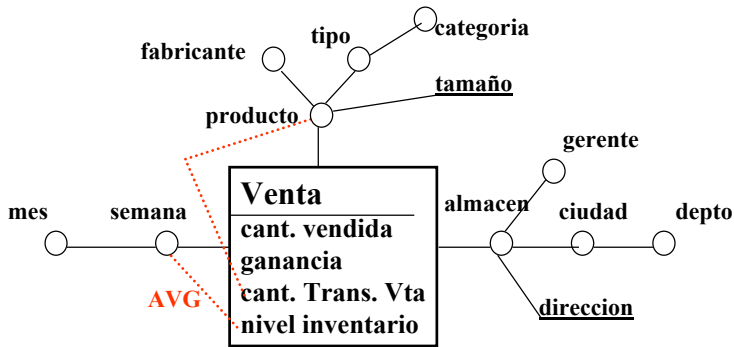 categoria
tipo
fabricante
tamaño
producto
gerente
Venta
almacen
ciudad
depto
mes
semana
cant. vendida
ganancia
cant. Trans. Vta
nivel inventario
AVG
direccion